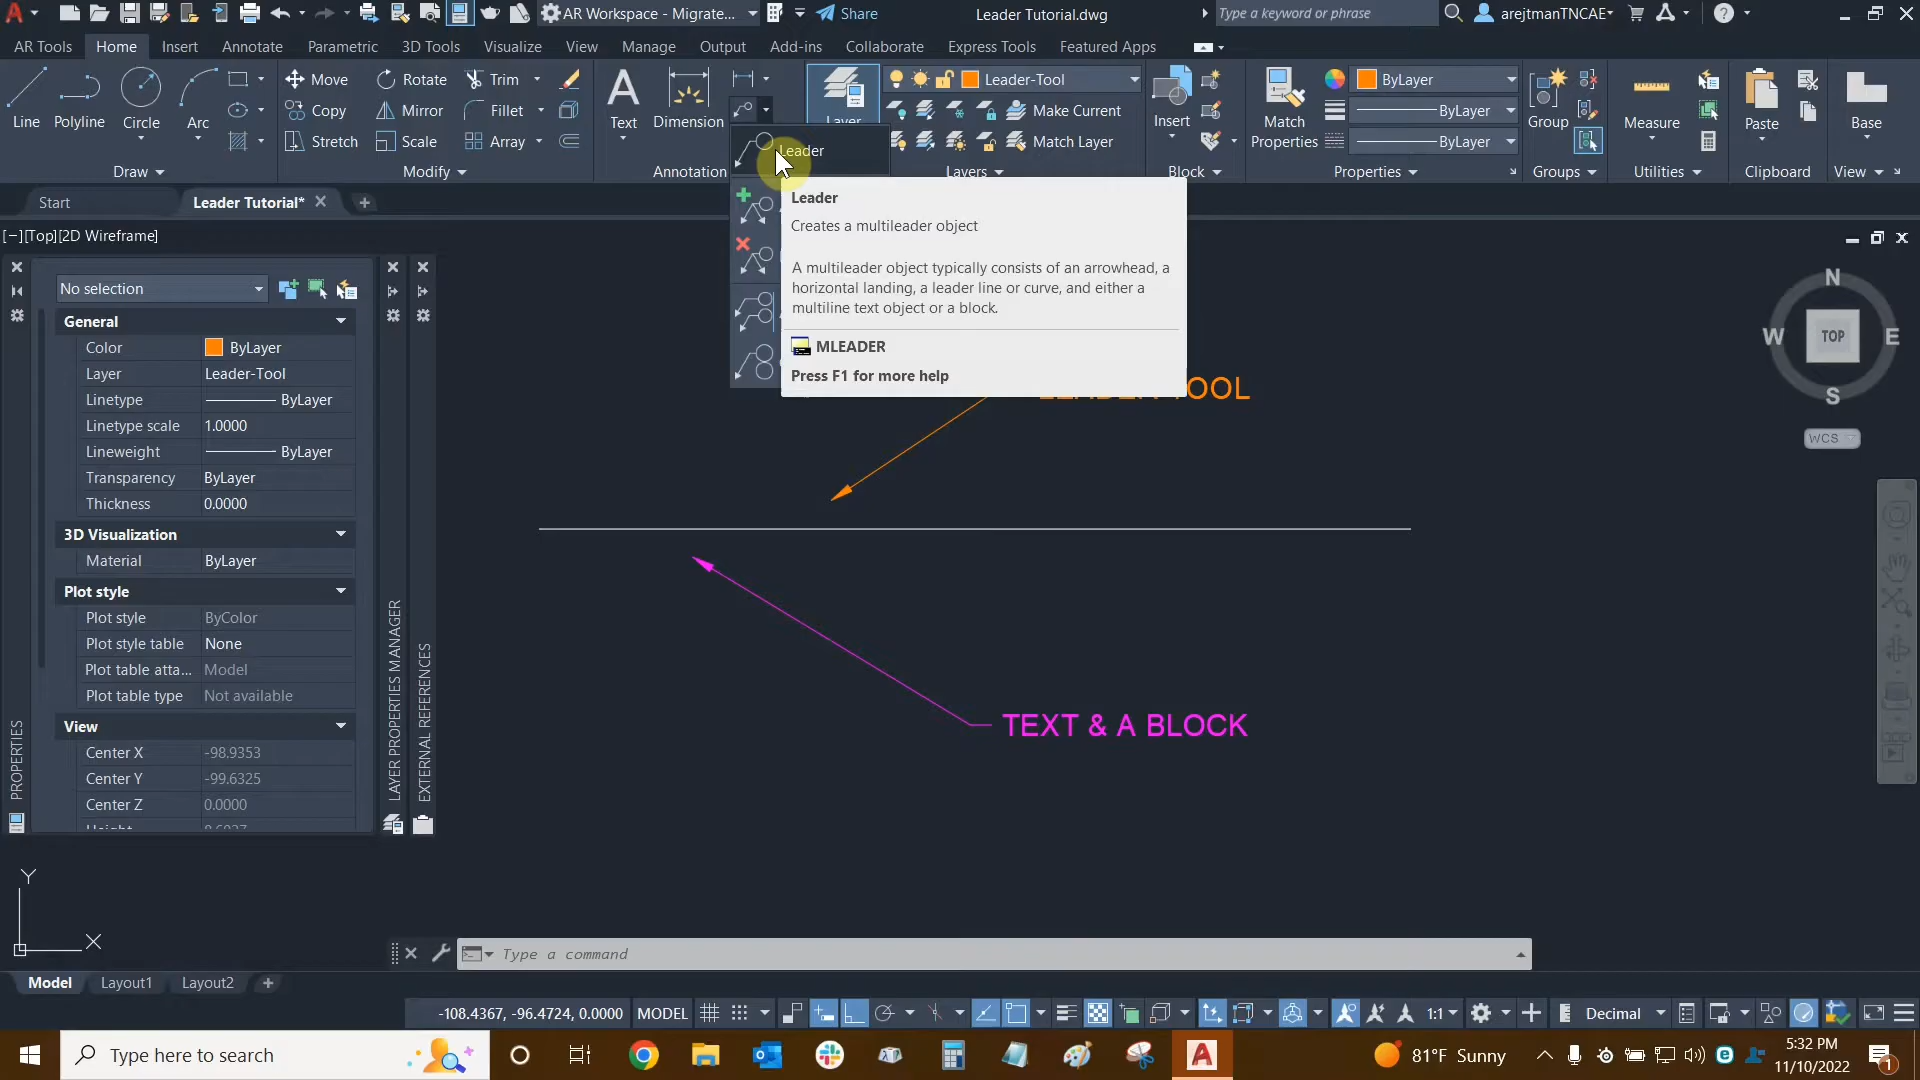 AR Workspace - Migrate...
Share
Leader Tutorial.dwg
Type a keyword or phrase
arejtmanTNCAE
AR Tools
Home
Insert
Annotate
Parametric
3D Tools
Visualize
View
Manage
Output
Add-ins
Collaborate
Express Tools
Featured Apps
Line
Polyline
Circle
Arc
Move
Rotate
Trim
Copy
Mirror
Fillet
Stretch
Scale
Array
Text
Dimension
Layer
Leader-Tool
Make Current
Match Layer
Insert
Match
Properties
ByLayer
ByLayer
ByLayer
Group
Measure
Paste
Base
Draw
Modify
Annotation
Layers
Block
Properties
Groups
Utilities
Clipboard
View
Leader
Start
Leader Tutorial*
Leader
Creates a multileader object
A multileader object typically consists of an arrowhead, a
horizontal landing, a leader line or curve, and either a
multiline text object or a block.
MLEADER
Press F1 for more help
[−][Top][2D Wireframe]
N
W
TOP
E
S
WCS
No selection
General
Color ByLayer
Layer Leader-Tool
Linetype ByLayer
Linetype scale 1.0000
Lineweight ByLayer
Transparency ByLayer
Thickness 0.0000
3D Visualization
Material ByLayer
Plot style
Plot style ByColor
Plot style table None
Plot table atta... Model
Plot table type Not available
View
Center X -98.9353
Center Y -99.6325
Center Z 0.0000
PROPERTIES
LAYER PROPERTIES MANAGER
EXTERNAL REFERENCES
LEADER TOOL
TEXT & A BLOCK
Y
X
Type a command
Model
Layout1
Layout2
-108.4367, -96.4724, 0.0000
MODEL
1:1
Decimal
Type here to search
81°F Sunny
5:32 PM
11/10/2022
1